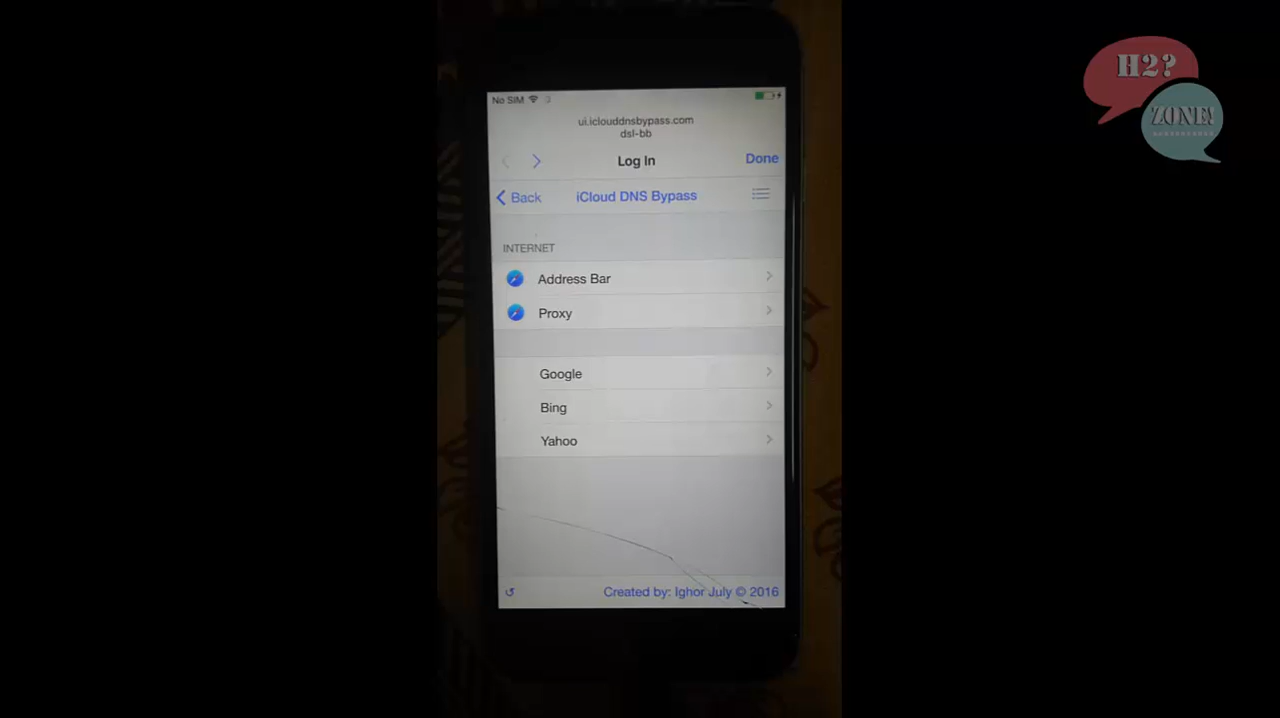 No SIM
ui.iclouddnsbypass.com
dsl-bb
Log In
Done
Back
iCloud DNS Bypass
INTERNET
Address Bar
Proxy
Google
Bing
Yahoo
Created by: Ighor July © 2016
H2?
ZONE!